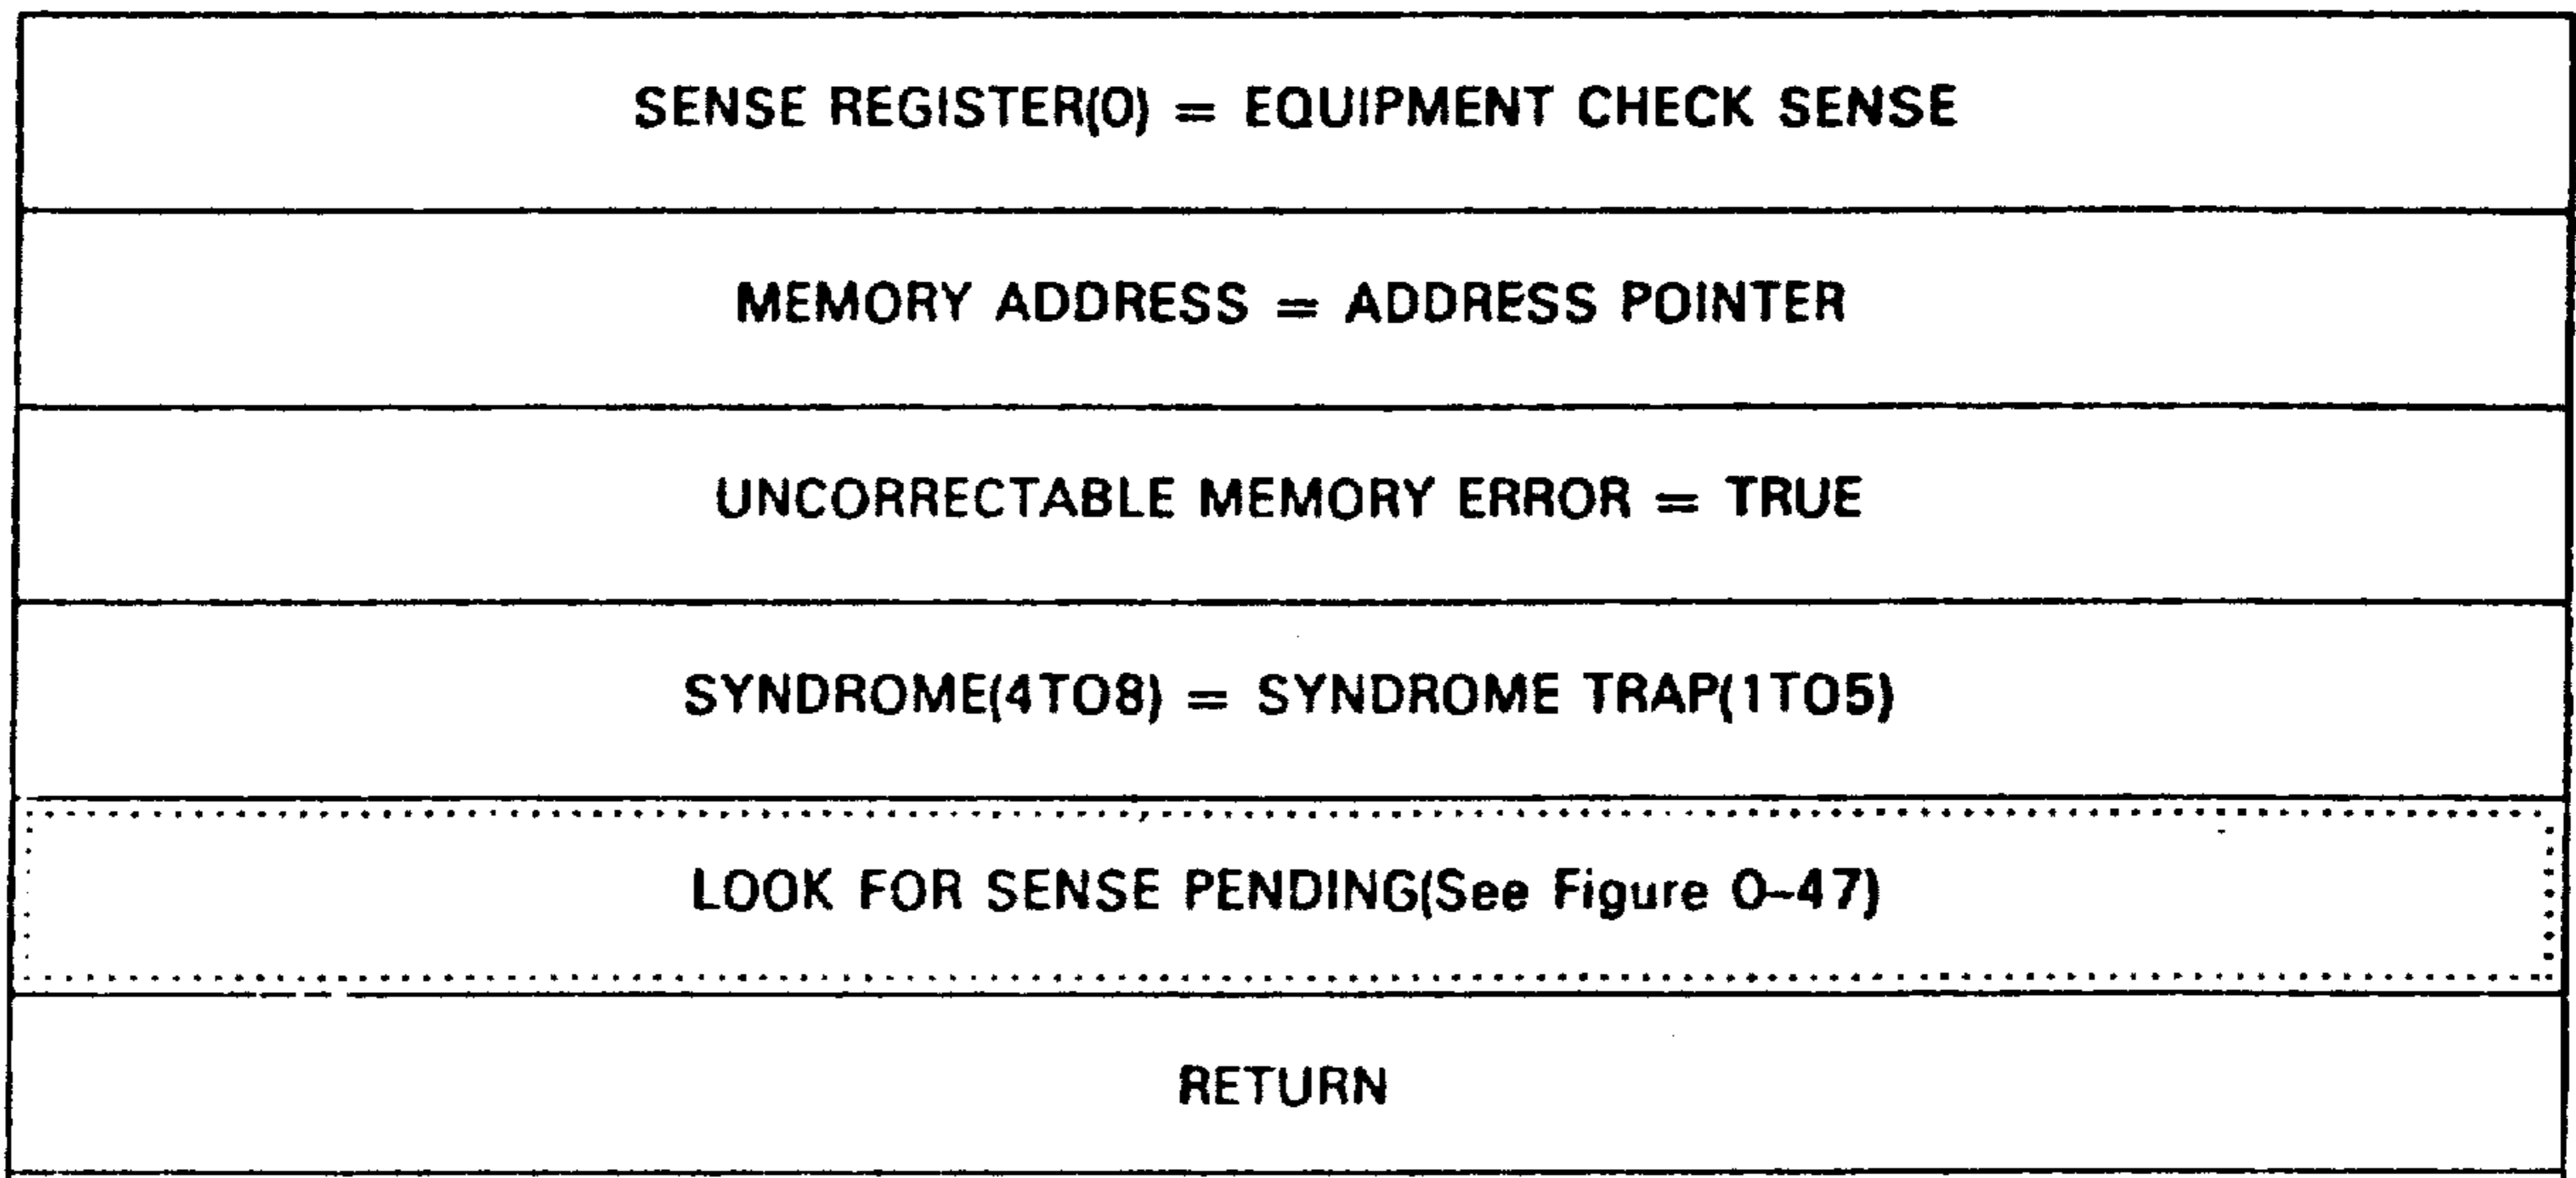 SENSE REGISTER(0) = EQUIPMENT CHECK SENSE
MEMORY ADDRESS = ADDRESS POINTER
UNCORRECTABLE MEMORY ERROR = TRUE
SYNDROME(4TO8) = SYNDROME TRAP(1TO5)
LOOK FOR SENSE PENDING(See Figure O-47)
RETURN